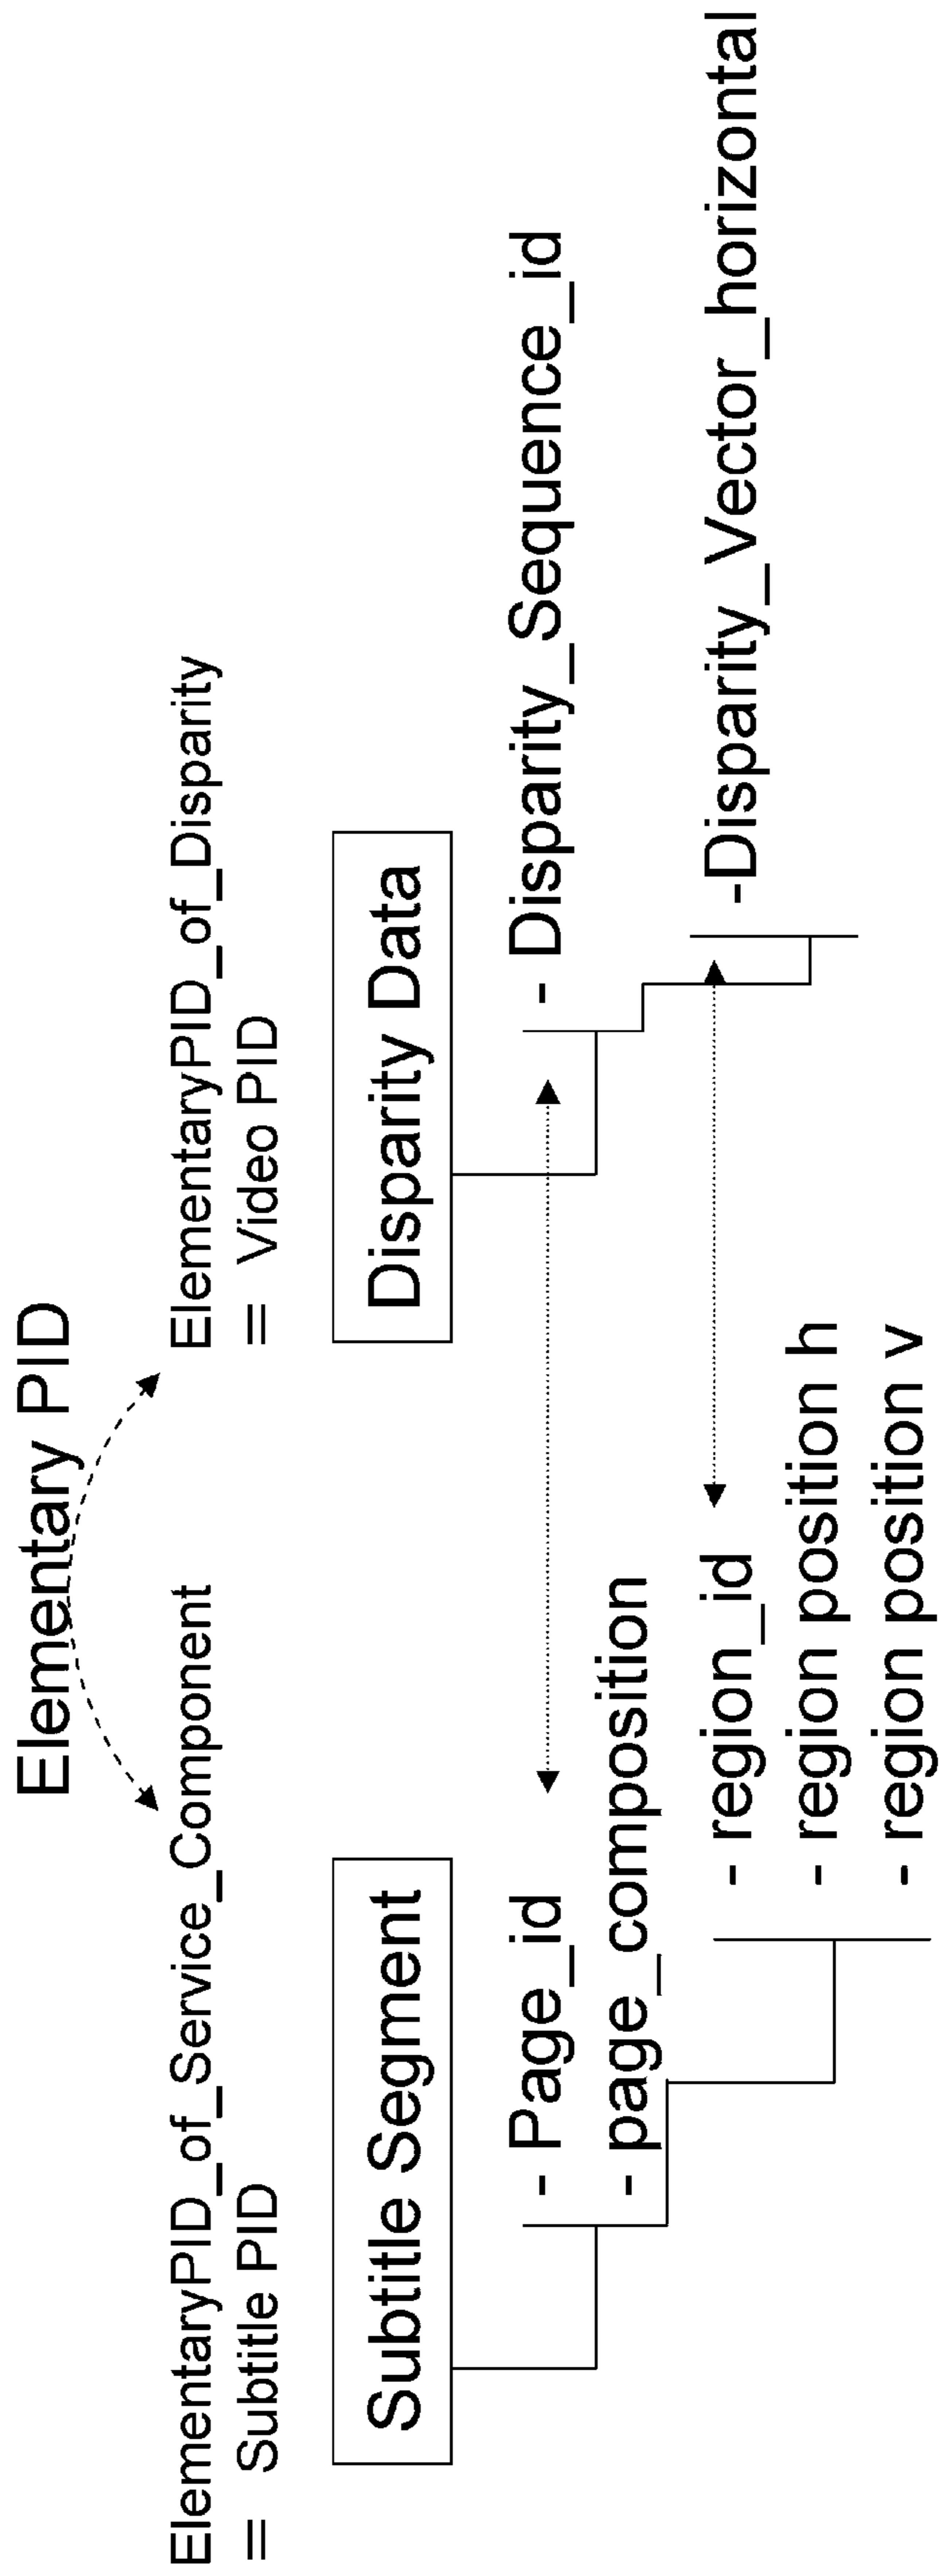 Elementary PID
ElementaryPID_of_Service_Component
= Subtitle PID
ElementaryPID_of_Disparity
= Video PID
Subtitle Segment
- Page_id
- page_composition
- region_id
- region position h
- region position v
Disparity Data
- Disparity_Sequence_id
-Disparity_Vector_horizontal